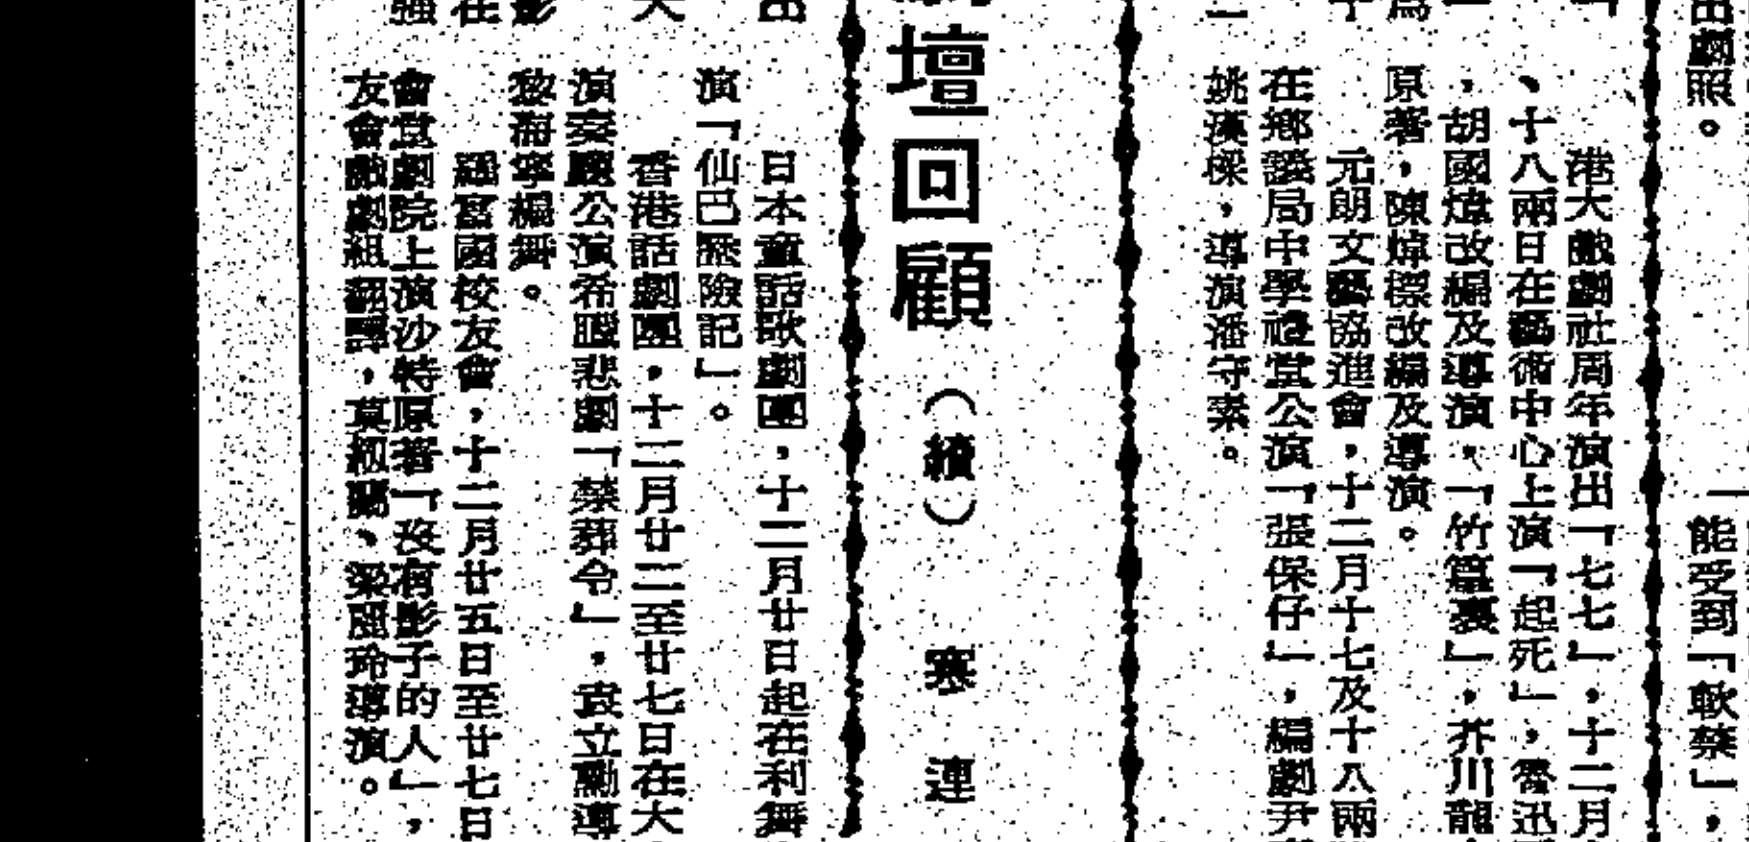 出劇照。
「能受到「軟禁」，
港大戲劇社周年演出「七七」，十二月
、十八兩日在藝術中心上演「起死」，魯迅
，胡國煌改編及導演。「竹篁裏」，芥川龍
原著，陳焯標改編及導演。
元朗文藝協進會，十二月十七及十八兩
在鄉議局中學禮堂公演「張保仔」，編劇尹
姚漢樑，導演潘守素。
壇回顧（續）
寒連
日本童話歌劇團，十二月廿日起在利舞
演「仙巴歷險記」。
香港話劇團，十二月廿二至廿七日在大
演奏廳公演希臘悲劇「禁葬令」，袁立勳導
黎海寧編舞。
羅富國校友會，十二月廿五日至廿七日
會堂劇院上演沙特原著「沒有影子的人」，
友會戲劇組翻譯，莫紉蘭、梁麗玲導演。